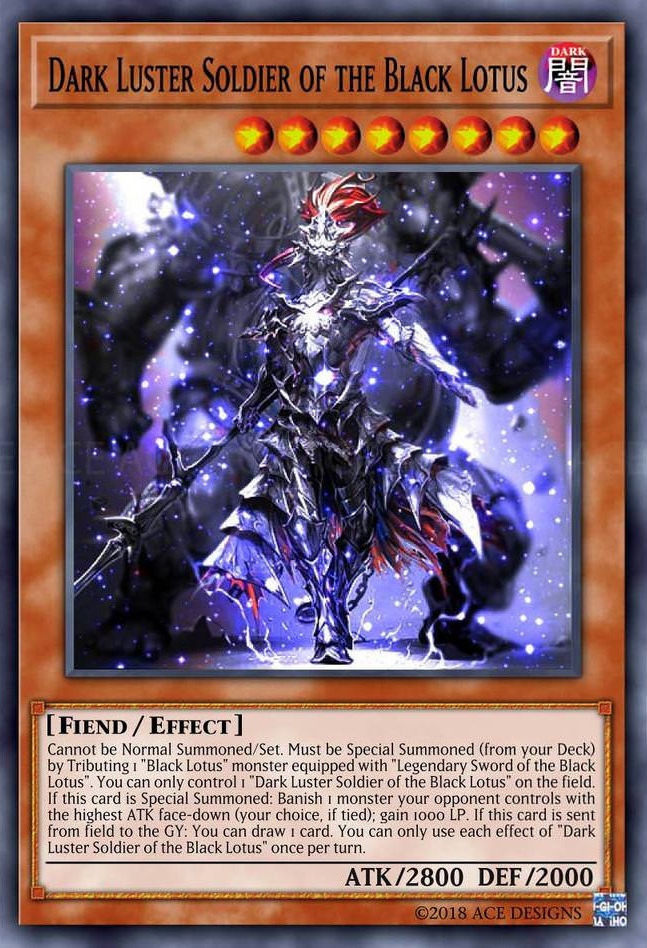 DARK LUSTER SOLDIER OF THE BLACK LOTUS
DARK
闇
[ FIEND / EFFECT ]
Cannot be Normal Summoned/Set. Must be Special Summoned (from your Deck)
by Tributing 1 "Black Lotus" monster equipped with "Legendary Sword of the Black
Lotus". You can only control 1 "Dark Luster Soldier of the Black Lotus" on the field.
If this card is Special Summoned: Banish 1 monster your opponent controls with
the highest ATK face-down (your choice, if tied); gain 1000 LP. If this card is sent
from field to the GY: You can draw 1 card. You can only use each effect of "Dark
Luster Soldier of the Black Lotus" once per turn.
ATK/2800 DEF/2000
©2018 ACE DESIGNS